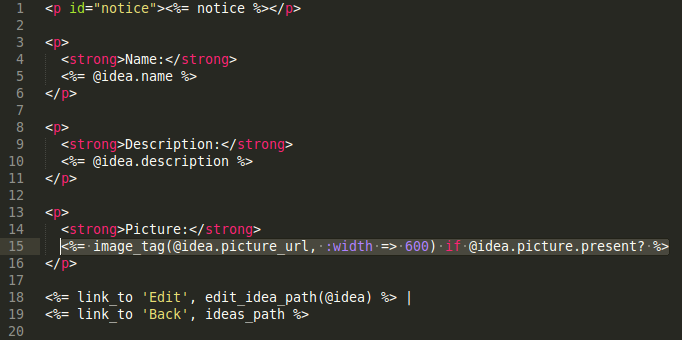 1 <p id="notice"><%= notice %></p>
2
3 <p>
4   <strong>Name:</strong>
5   <%= @idea.name %>
6 </p>
7
8 <p>
9   <strong>Description:</strong>
10   <%= @idea.description %>
11 </p>
12
13 <p>
14   <strong>Picture:</strong>
15   <%= image_tag(@idea.picture_url, :width => 600) if @idea.picture.present? %>
16 </p>
17
18 <%= link_to 'Edit', edit_idea_path(@idea) %> |
19 <%= link_to 'Back', ideas_path %>
20